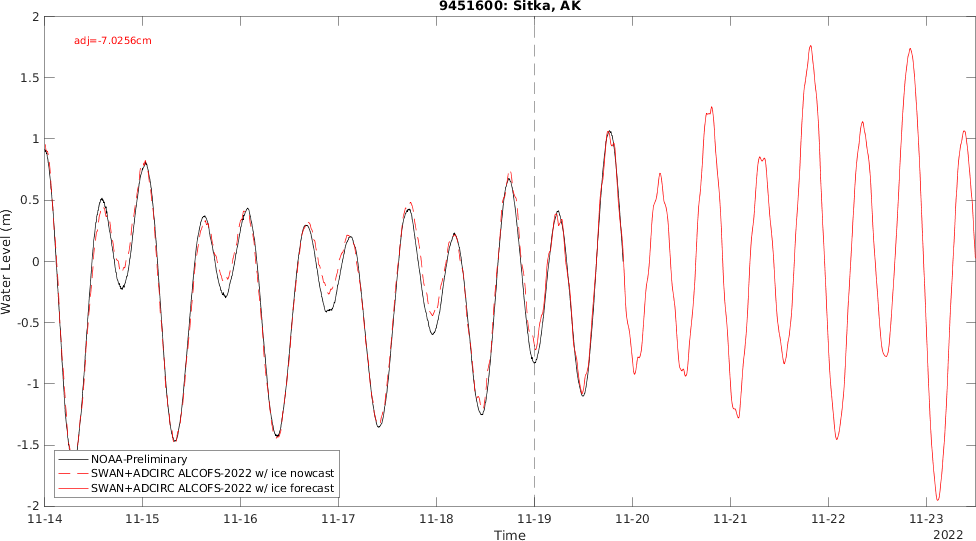 9451600: Sitka, AK
adj=-7.0256cm
2
1.5
1
0.5
0
-0.5
-1
-1.5
-2
Water Level (m)
NOAA-Preliminary
SWAN+ADCIRC ALCOFS-2022 w/ ice nowcast
SWAN+ADCIRC ALCOFS-2022 w/ ice forecast
11-14 11-15 11-16 11-17 11-18 11-19 11-20 11-21 11-22 11-23
Time
2022